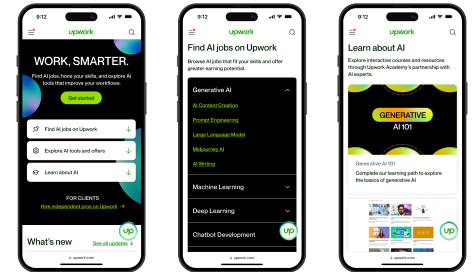 9:12
upwork
WORK, SMARTER.
Find AI jobs, hone your skills, and explore AI
tools that improve your workflows.
Get started
Find AI jobs on Upwork
Explore AI tools and offers
Learn about AI
FOR CLIENTS
Hire independent pros on Upwork
What's new
See all updates
up
upwork.com
9:12
upwork
Find AI jobs on Upwork
Browse AI jobs that fit your skills and offer
greater earning potential.
Generative AI
AI Content Creation
Prompt Engineering
Large Language Model
Midjourney AI
AI Writing
Machine Learning
Deep Learning
Chatbot Development
up
upwork.com
9:12
upwork
Learn about AI
Explore interactive courses and resources
through Upwork Academy's partnership with
AI experts.
GENERATIVE
AI 101
Generative AI 101
Complete our learning path to explore
the basics of generative AI
up
upwork.com